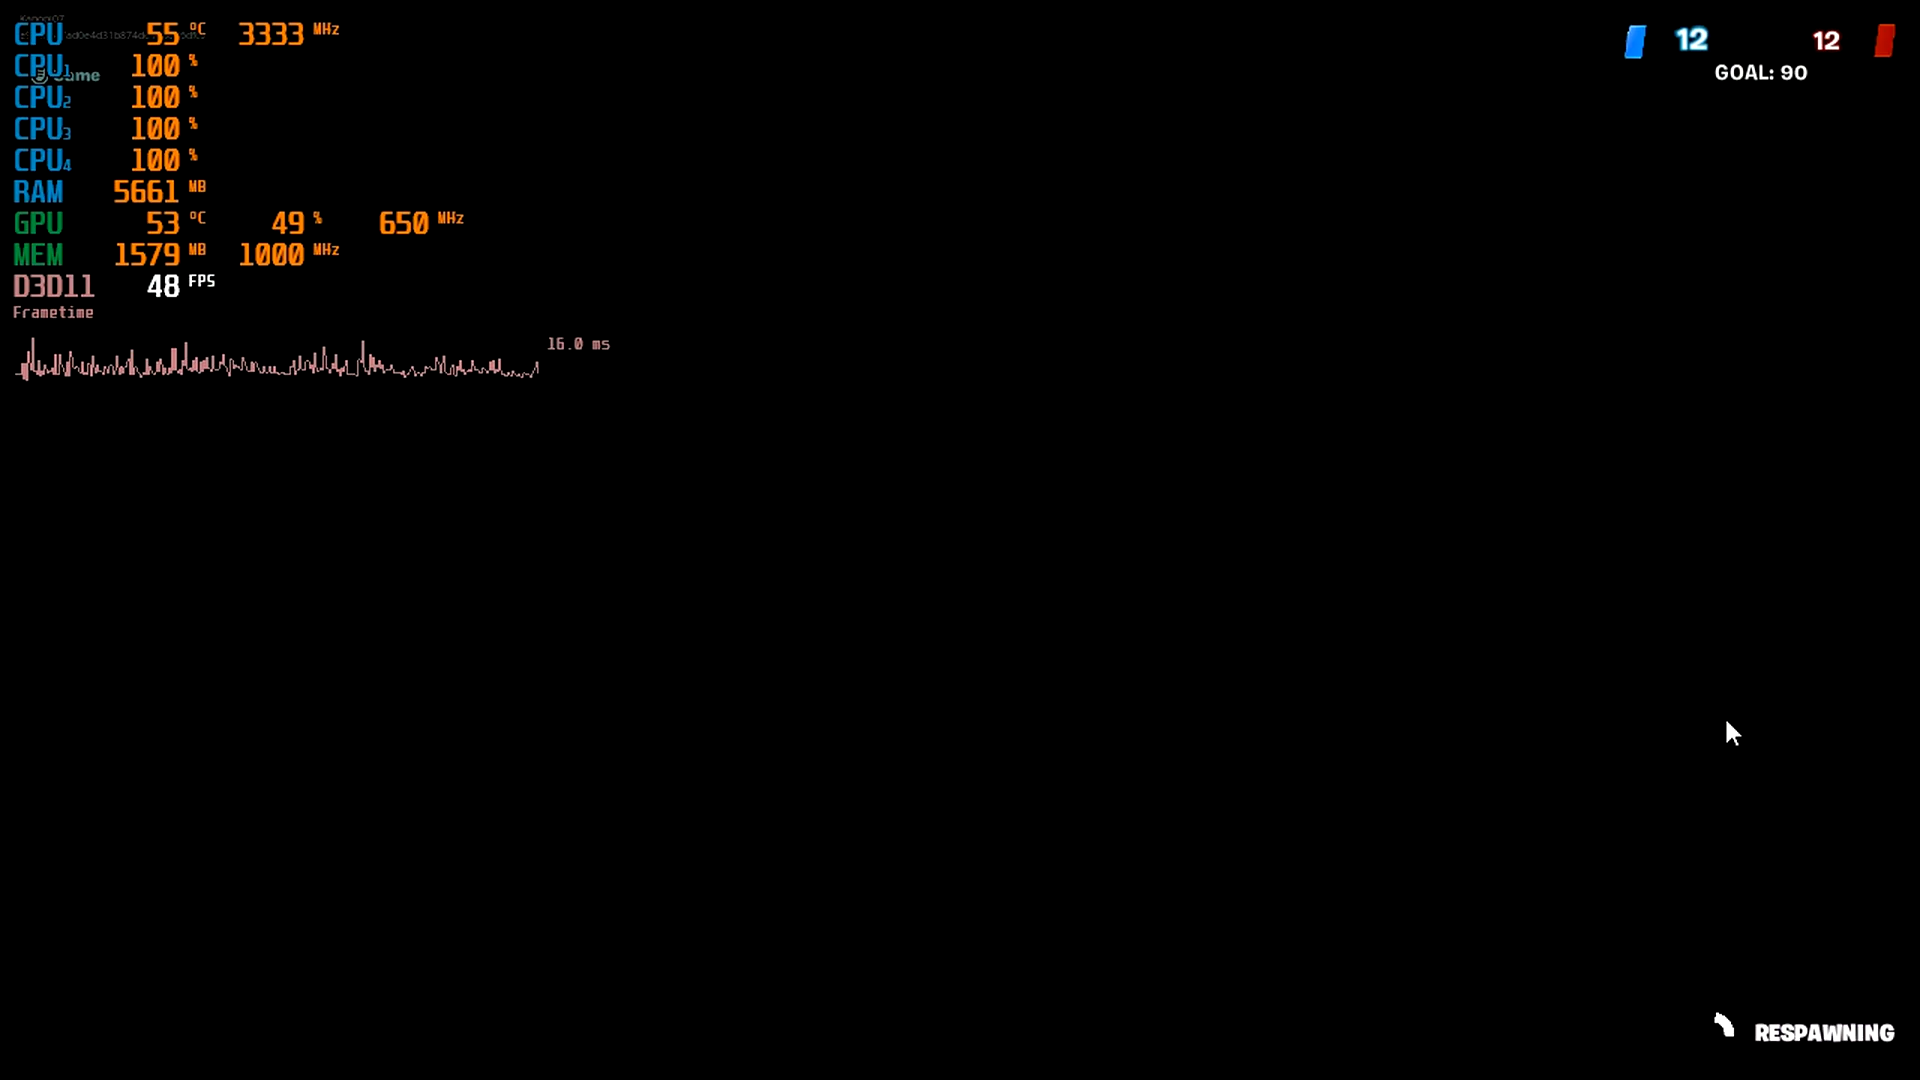 CPU 55 °C 3333 MHz
CPU1 100 %
Game
CPU2 100 %
CPU3 100 %
CPU4 100 %
RAM 5661 MB
GPU 53 °C 49 % 650 MHz
MEM 1579 MB 1000 MHz
D3D11 48 FPS
Frametime
16.0 ms
12 12
GOAL: 90
RESPAWNING